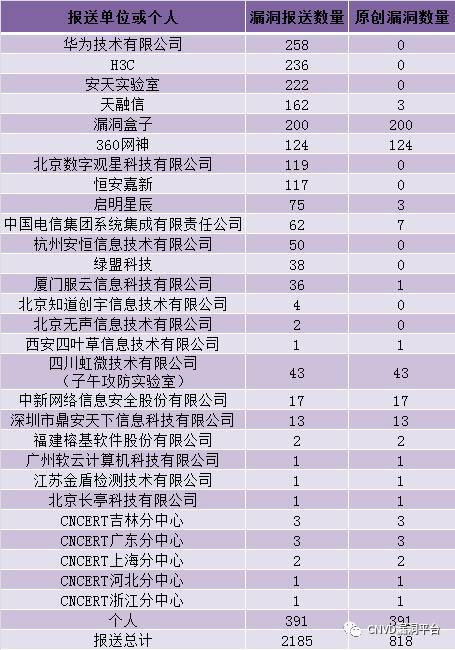 报送单位或个人 漏洞报送数量 原创漏洞数量
华为技术有限公司 258 0
H3C 236 0
安天实验室 222 0
天融信 162 3
漏洞盒子 200 200
360网神 124 124
北京数字观星科技有限公司 119 0
恒安嘉新 117 0
启明星辰 75 3
中国电信集团系统集成有限责任公司 62 7
杭州安恒信息技术有限公司 50 0
绿盟科技 38 0
厦门服云信息科技有限公司 36 1
北京知道创宇信息技术有限公司 4 0
北京无声信息技术有限公司 2 0
西安四叶草信息技术有限公司 1 1
四川虹微技术有限公司
（子午攻防实验室） 43 43
中新网络信息安全股份有限公司 17 17
深圳市鼎安天下信息科技有限公司 13 13
福建榕基软件股份有限公司 2 2
广州软云计算机科技有限公司 1 1
江苏金盾检测技术有限公司 1 1
北京长亭科技有限公司 1 1
CNCERT吉林分中心 3 3
CNCERT广东分中心 3 3
CNCERT上海分中心 2 2
CNCERT河北分中心 1 1
CNCERT浙江分中心 1 1
个人 391 391
CNVD漏洞平台
报送总计 2185 818